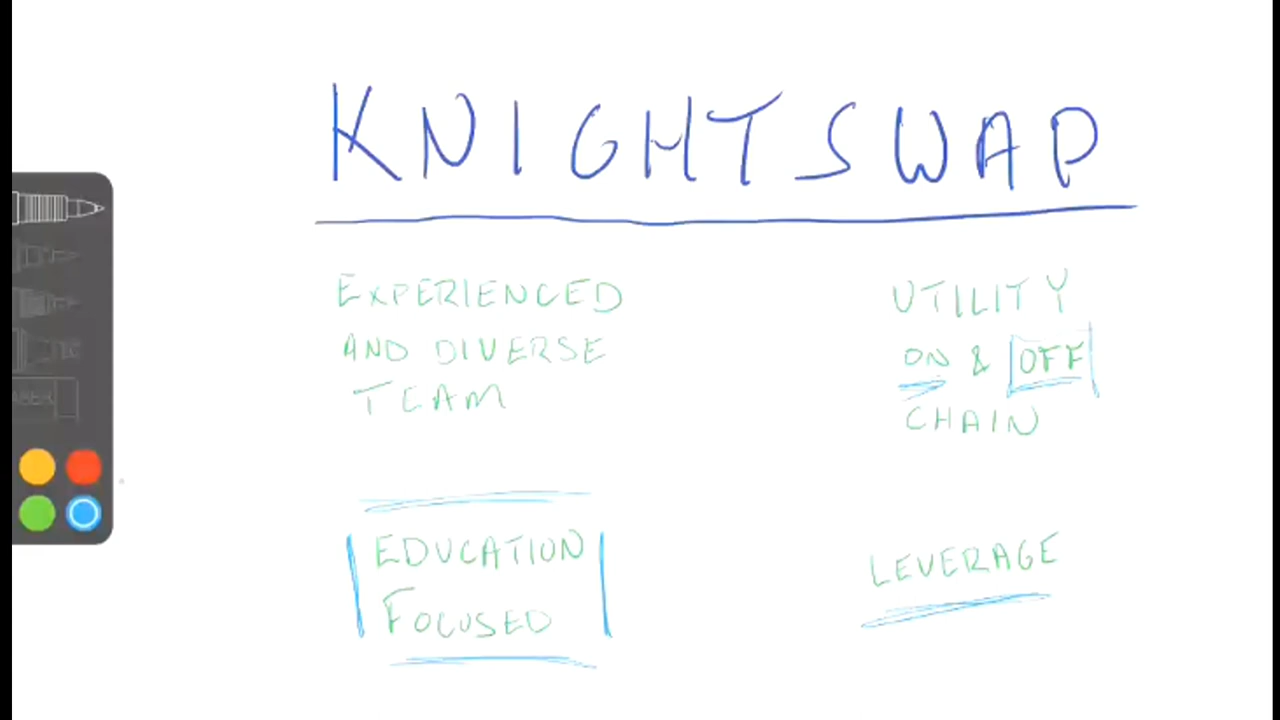 KNIGHTSWAP
EXPERIENCED
AND DIVERSE
TEAM
UTILITY
ON & OFF
CHAIN
EDUCATION
FOCUSED
LEVERAGE